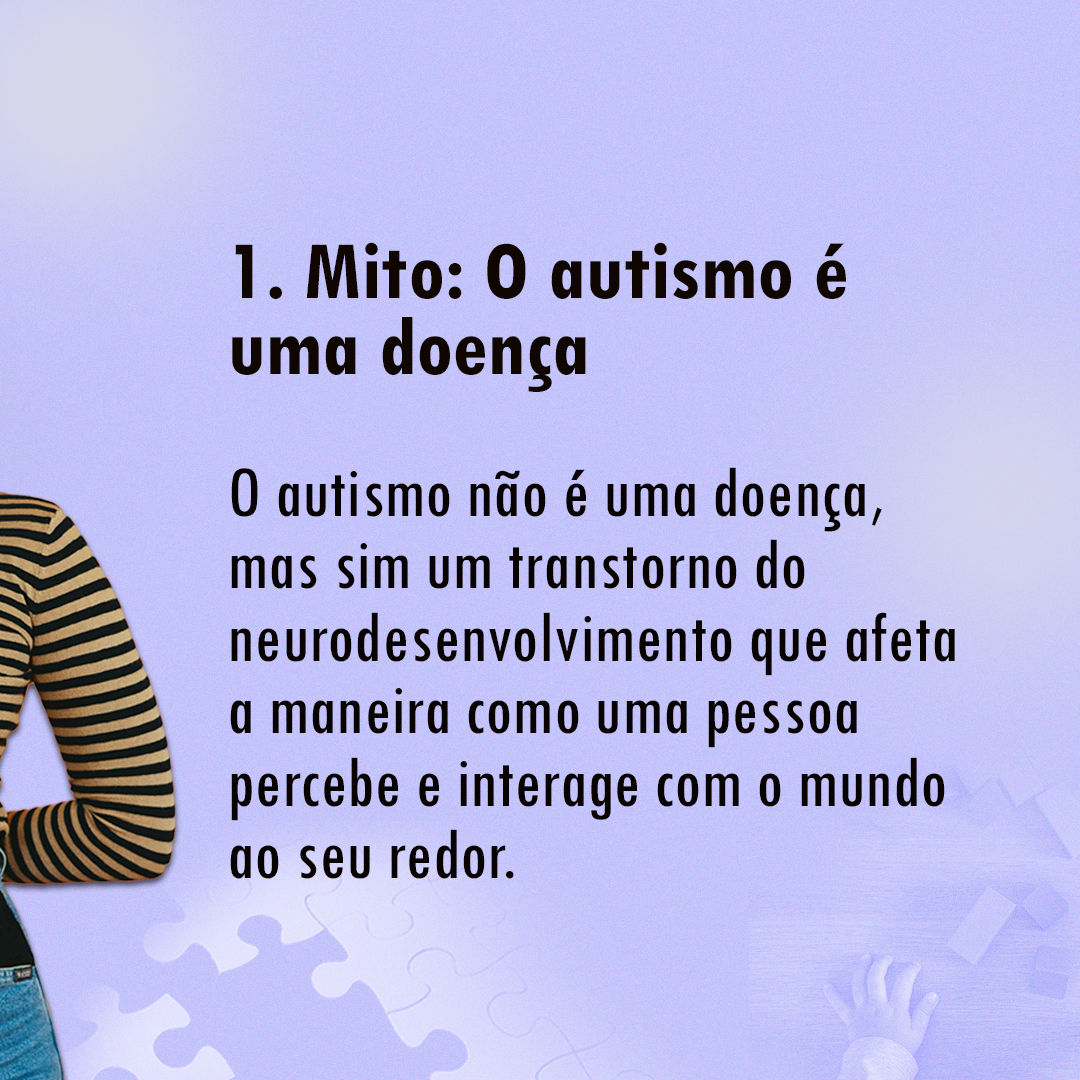 1. Mito: O autismo é
uma doença
O autismo não é uma doença,
mas sim um transtorno do
neurodesenvolvimento que afeta
a maneira como uma pessoa
percebe e interage com o mundo
ao seu redor.